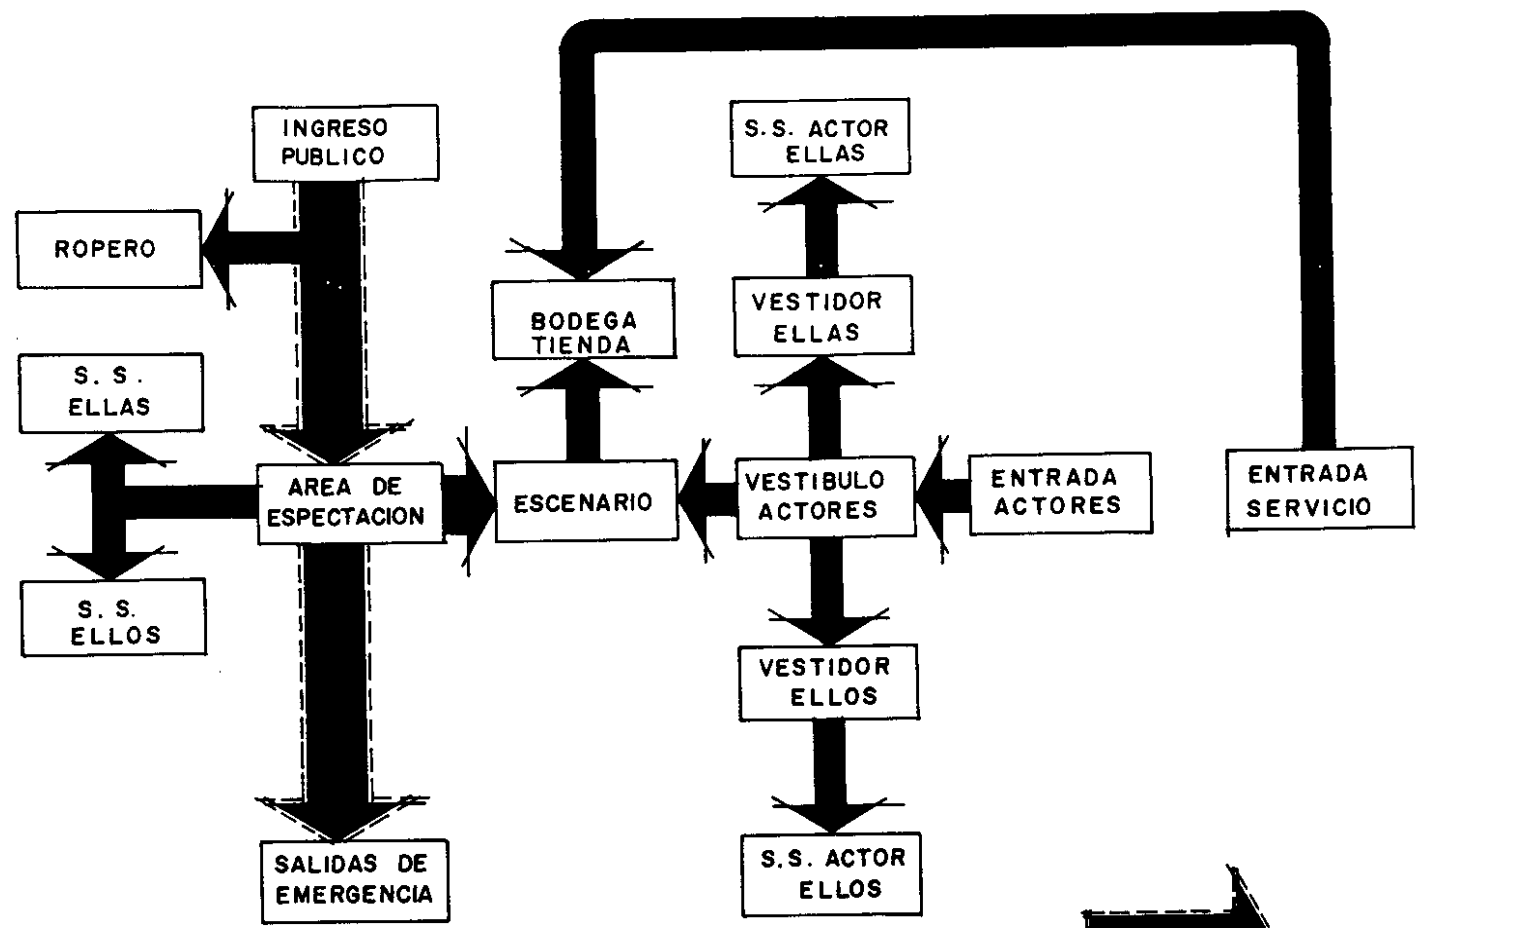 INGRESO
PUBLICO
S.S. ACTOR
ELLAS
ROPERO
BODEGA
TIENDA
VESTIDOR
ELLAS
S. S.
ELLAS
AREA DE
ESPECTACION
ESCENARIO
VESTIBULO
ACTORES
ENTRADA
ACTORES
ENTRADA
SERVICIO
S. S.
ELLOS
VESTIDOR
ELLOS
SALIDAS DE
EMERGENCIA
S.S. ACTOR
ELLOS